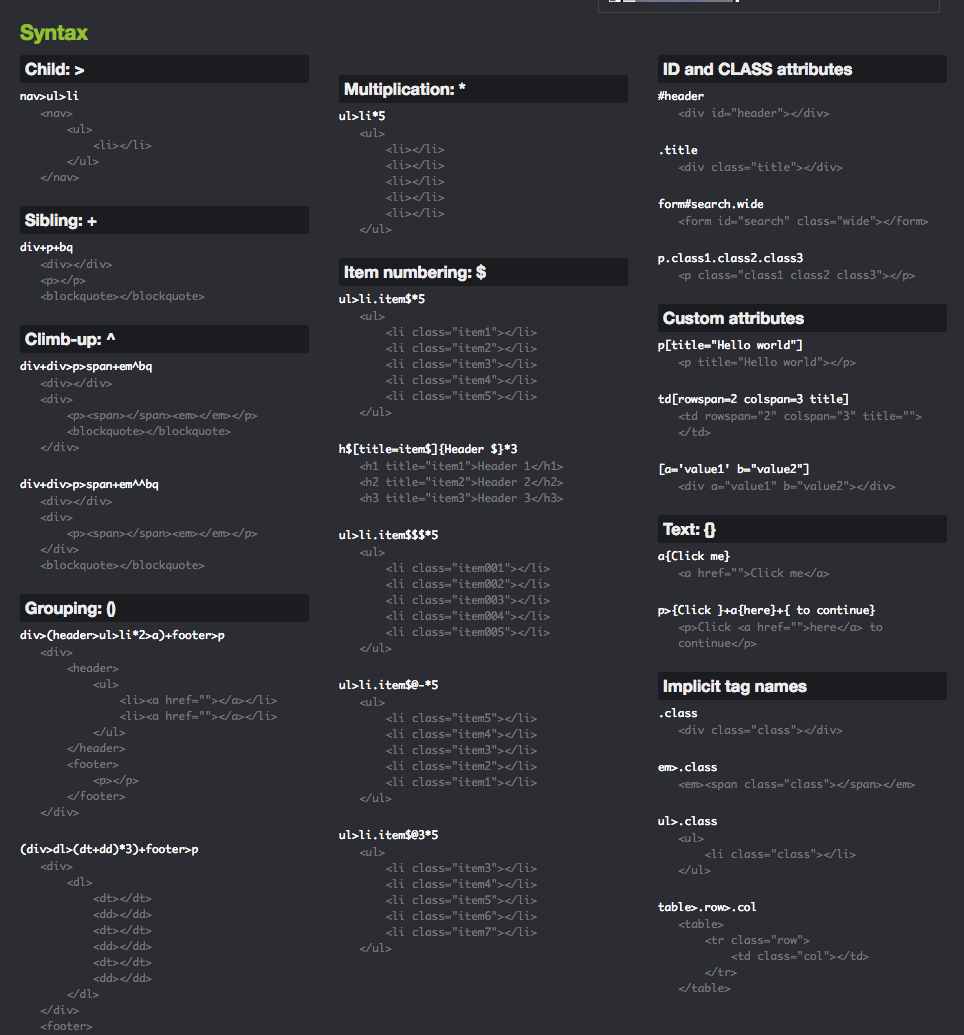 Syntax
Child: >
nav>ul>li
<nav>
<ul>
<li></li>
</ul>
</nav>
Sibling: +
div+p+bq
<div></div>
<p></p>
<blockquote></blockquote>
Climb-up: ^
div+div>p>span+em^bq
<div></div>
<div>
<p><span></span><em></em></p>
<blockquote></blockquote>
</div>
div+div>p>span+em^^bq
<div></div>
<div>
<p><span></span><em></em></p>
</div>
<blockquote></blockquote>
Grouping: ()
div>(header>ul>li*2>a)+footer>p
<div>
<header>
<ul>
<li><a href=""></a></li>
<li><a href=""></a></li>
</ul>
</header>
<footer>
<p></p>
</footer>
</div>
(div>dl>(dt+dd)*3)+footer>p
<div>
<dl>
<dt></dt>
<dd></dd>
<dt></dt>
<dd></dd>
<dt></dt>
<dd></dd>
</dl>
</div>
<footer>
Multiplication: *
ul>li*5
<ul>
<li></li>
<li></li>
<li></li>
<li></li>
<li></li>
</ul>
Item numbering: $
ul>li.item$*5
<ul>
<li class="item1"></li>
<li class="item2"></li>
<li class="item3"></li>
<li class="item4"></li>
<li class="item5"></li>
</ul>
h$[title=item$]{Header $}*3
<h1 title="item1">Header 1</h1>
<h2 title="item2">Header 2</h2>
<h3 title="item3">Header 3</h3>
ul>li.item$$$*5
<ul>
<li class="item001"></li>
<li class="item002"></li>
<li class="item003"></li>
<li class="item004"></li>
<li class="item005"></li>
</ul>
ul>li.item$@-*5
<ul>
<li class="item5"></li>
<li class="item4"></li>
<li class="item3"></li>
<li class="item2"></li>
<li class="item1"></li>
</ul>
ul>li.item$@3*5
<ul>
<li class="item3"></li>
<li class="item4"></li>
<li class="item5"></li>
<li class="item6"></li>
<li class="item7"></li>
</ul>
ID and CLASS attributes
#header
<div id="header"></div>
.title
<div class="title"></div>
form#search.wide
<form id="search" class="wide"></form>
p.class1.class2.class3
<p class="class1 class2 class3"></p>
Custom attributes
p[title="Hello world"]
<p title="Hello world"></p>
td[rowspan=2 colspan=3 title]
<td rowspan="2" colspan="3" title="">
</td>
[a='value1' b="value2"]
<div a="value1" b="value2"></div>
Text: {}
a{Click me}
<a href="">Click me</a>
p>{Click }+a{here}+{ to continue}
<p>Click <a href="">here</a> to
continue</p>
Implicit tag names
.class
<div class="class"></div>
em>.class
<em><span class="class"></span></em>
ul>.class
<ul>
<li class="class"></li>
</ul>
table>.row>.col
<table>
<tr class="row">
<td class="col"></td>
</tr>
</table>